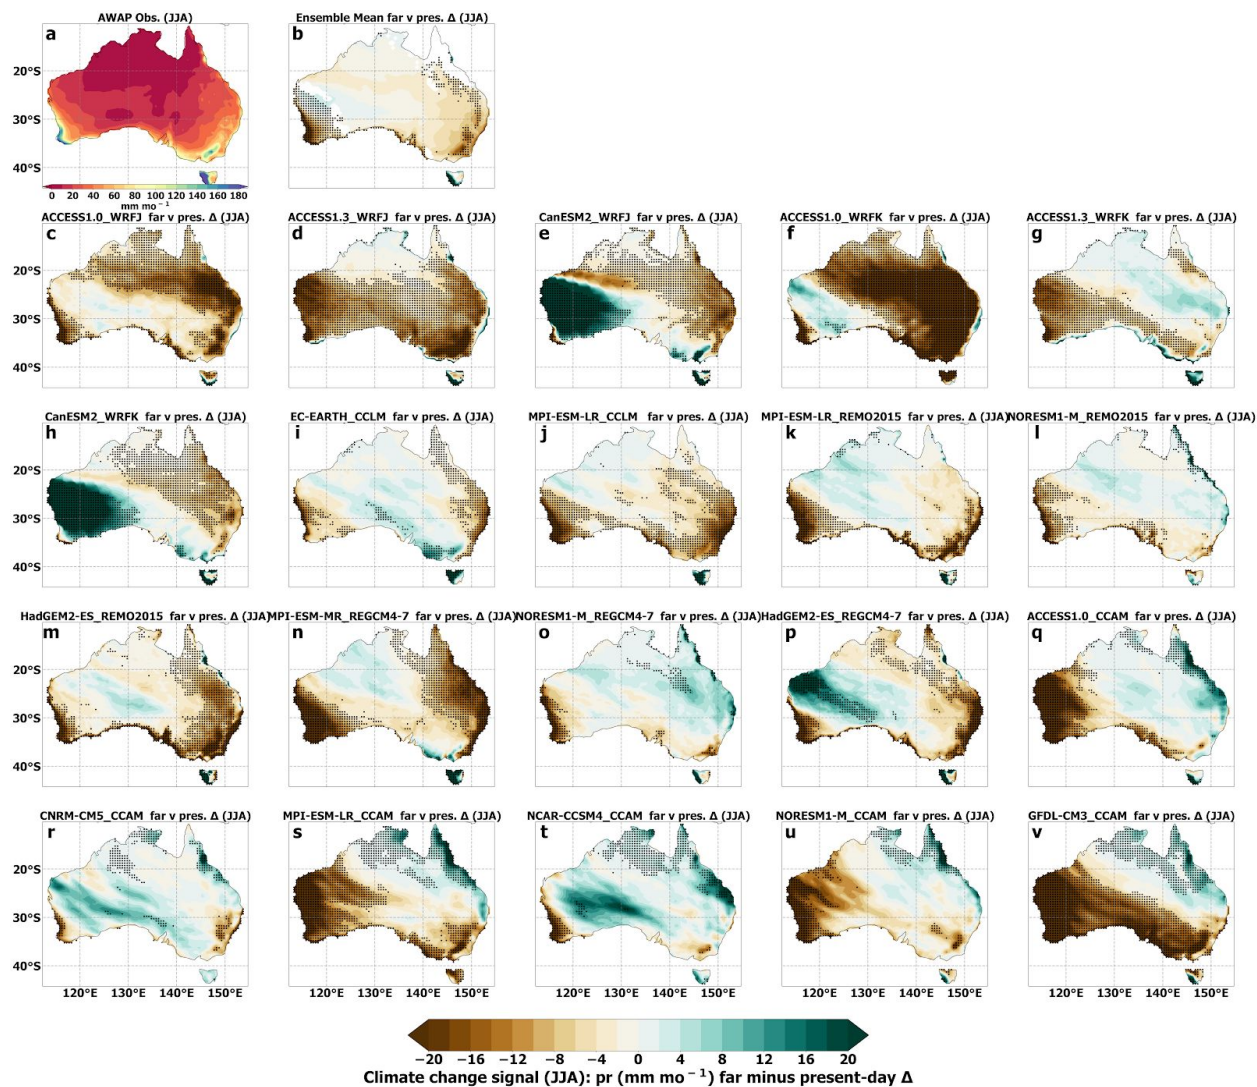 AWAP Obs. (JJA)
Ensemble Mean far v pres. Δ (JJA)
a
b
20°S
30°S
40°S
0 20 40 60 80 100 120 140 160 180
mm mo⁻¹
ACCESS1.0_WRFJ far v pres. Δ (JJA)
ACCESS1.3_WRFJ far v pres. Δ (JJA)
CanESM2_WRFJ far v pres. Δ (JJA)
ACCESS1.0_WRFK far v pres. Δ (JJA)
ACCESS1.3_WRFK far v pres. Δ (JJA)
c
d
e
f
g
20°S
30°S
40°S
CanESM2_WRFK far v pres. Δ (JJA)
EC-EARTH_CCLM far v pres. Δ (JJA)
MPI-ESM-LR_CCLM far v pres. Δ (JJA)
MPI-ESM-LR_REMO2015 far v pres. Δ (JJA)
NORESM1-M_REMO2015 far v pres. Δ (JJA)
h
i
j
k
l
20°S
30°S
40°S
HadGEM2-ES_REMO2015 far v pres. Δ (JJA)
MPI-ESM-MR_REGCM4-7 far v pres. Δ (JJA)
NORESM1-M_REGCM4-7 far v pres. Δ (JJA)
HadGEM2-ES_REGCM4-7 far v pres. Δ (JJA)
ACCESS1.0_CCAM far v pres. Δ (JJA)
m
n
o
p
q
20°S
30°S
40°S
CNRM-CM5_CCAM far v pres. Δ (JJA)
MPI-ESM-LR_CCAM far v pres. Δ (JJA)
NCAR-CCSM4_CCAM far v pres. Δ (JJA)
NORESM1-M_CCAM far v pres. Δ (JJA)
GFDL-CM3_CCAM far v pres. Δ (JJA)
r
s
t
u
v
20°S
30°S
40°S
120°E 130°E 140°E 150°E
120°E 130°E 140°E 150°E
120°E 130°E 140°E 150°E
120°E 130°E 140°E 150°E
120°E 130°E 140°E 150°E
−20 −16 −12 −8 −4 0 4 8 12 16 20
Climate change signal (JJA): pr (mm mo⁻¹) far minus present-day Δ